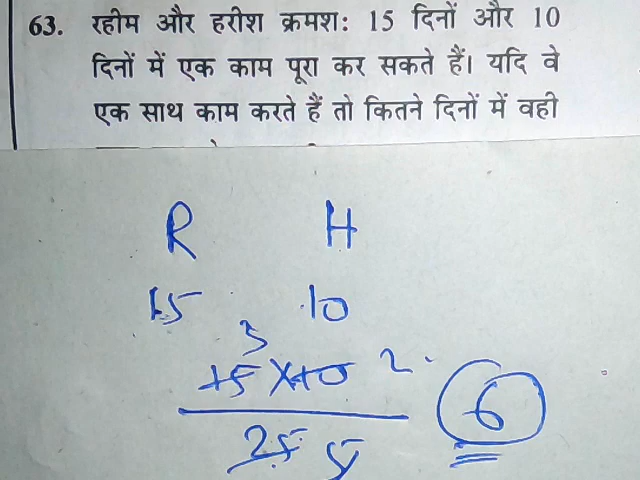 63. रहीम और हरीश क्रमश: 15 दिनों और 10
दिनों में एक काम पूरा कर सकते हैं। यदि वे
एक साथ काम करते हैं तो कितने दिनों में वही
R H
15 10
3
15 × 10 2
25 5
6